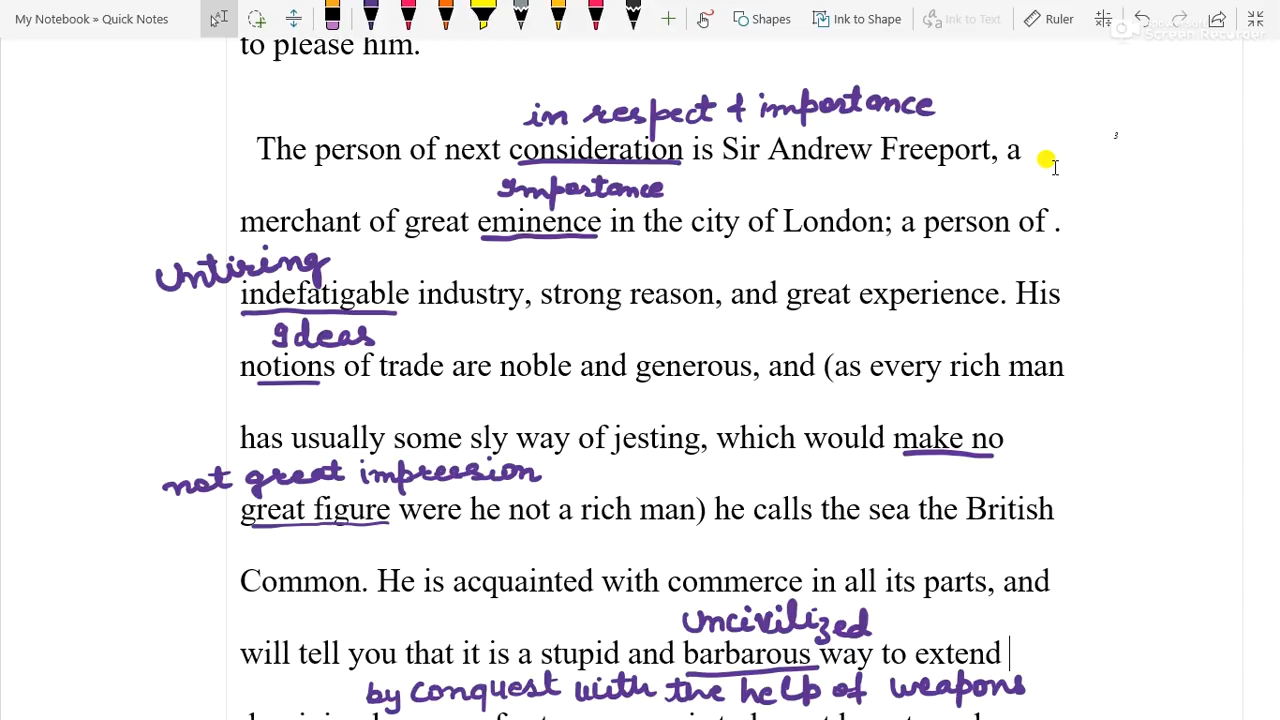 My Notebook » Quick Notes
Shapes
Ink to Shape
Ink to Text
Ruler
Screen Recorder
to please him.
in respect & importance
The person of next consideration is Sir Andrew Freeport, a
3
Importance
merchant of great eminence in the city of London; a person of .
Untiring
indefatigable industry, strong reason, and great experience. His
Ideas
notions of trade are noble and generous, and (as every rich man
has usually some sly way of jesting, which would make no
not great impression
great figure were he not a rich man) he calls the sea the British
Common. He is acquainted with commerce in all its parts, and
Uncivilized
will tell you that it is a stupid and barbarous way to extend
by conquest with the help of weapons